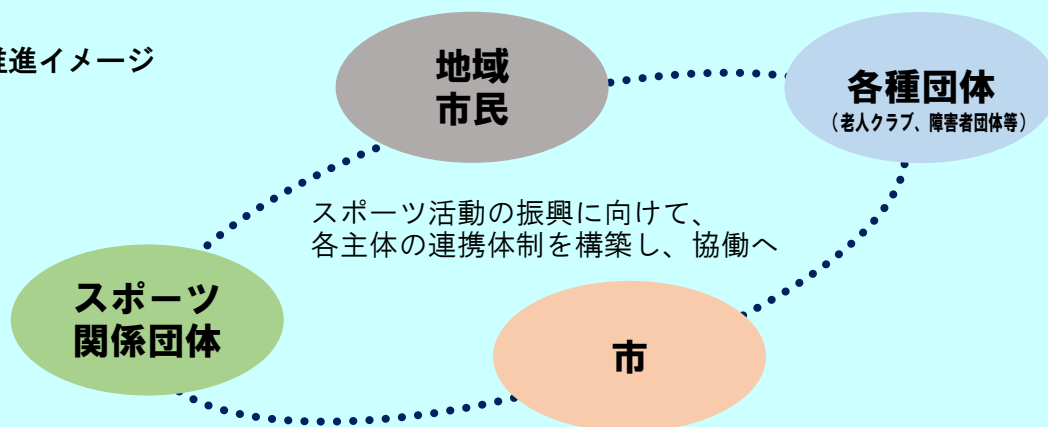 推進イメージ
地域
市民
各種団体
（老人クラブ、障害者団体等）
スポーツ活動の振興に向けて、
各主体の連携体制を構築し、協働へ
スポーツ
関係団体
市